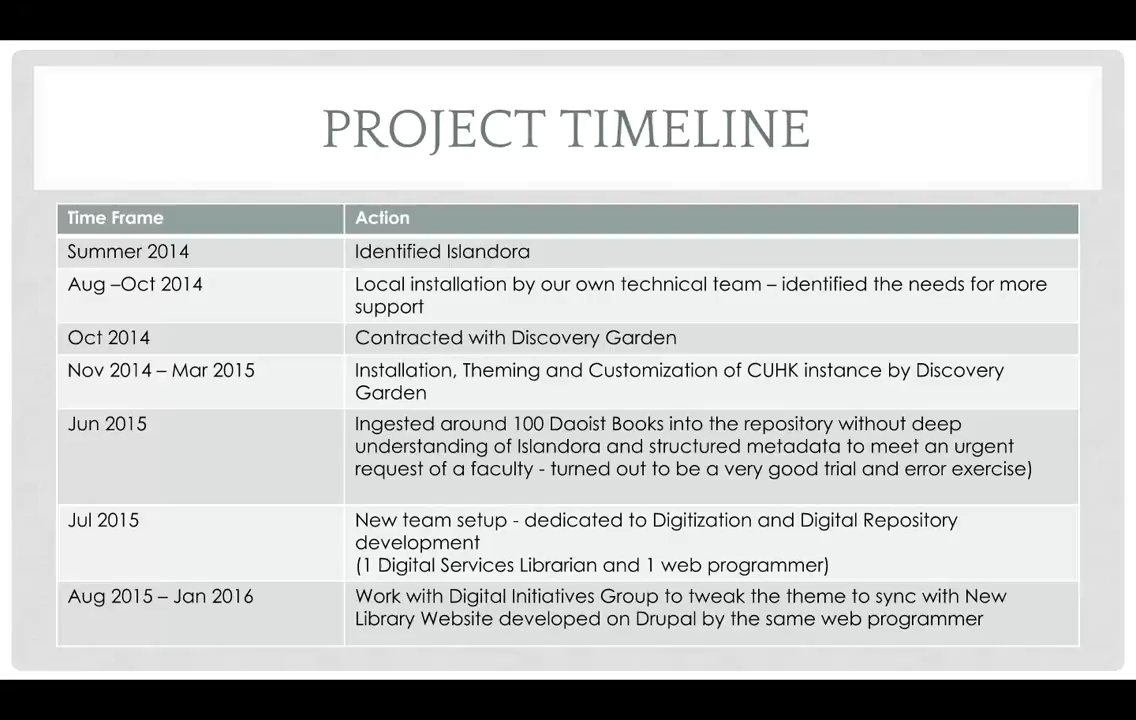 PROJECT TIMELINE
Time Frame
Action
Summer 2014
Identified Islandora
Aug –Oct 2014
Local installation by our own technical team – identified the needs for more
support
Oct 2014
Contracted with Discovery Garden
Nov 2014 – Mar 2015
Installation, Theming and Customization of CUHK instance by Discovery
Garden
Jun 2015
Ingested around 100 Daoist Books into the repository without deep
understanding of Islandora and structured metadata to meet an urgent
request of a faculty - turned out to be a very good trial and error exercise)
Jul 2015
New team setup - dedicated to Digitization and Digital Repository
development
(1 Digital Services Librarian and 1 web programmer)
Aug 2015 – Jan 2016
Work with Digital Initiatives Group to tweak the theme to sync with New
Library Website developed on Drupal by the same web programmer